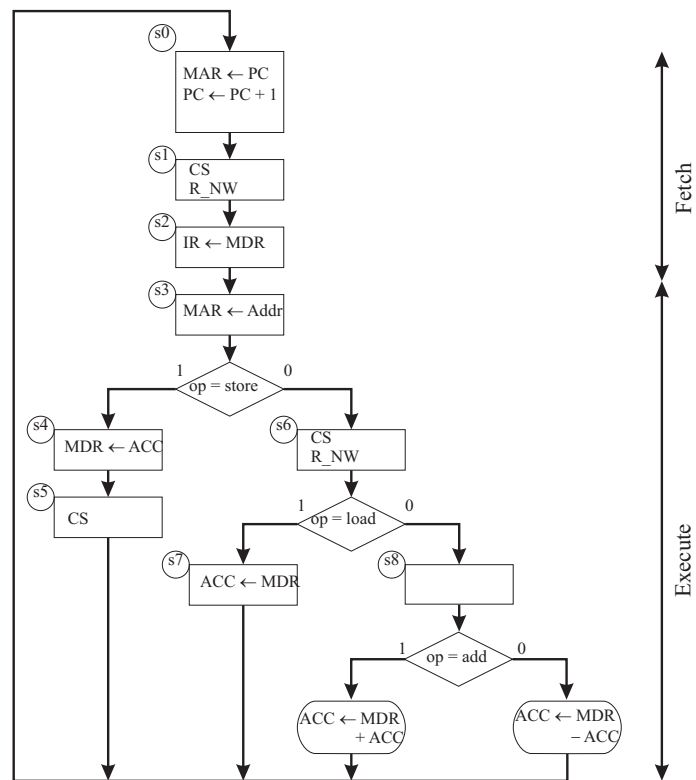 s0
MAR ← PC
PC ← PC + 1
s1
CS
R_NW
s2
IR ← MDR
s3
MAR ← Addr
1
op = store
0
s4
MDR ← ACC
s6
CS
R_NW
s5
CS
1
op = load
0
s7
ACC ← MDR
s8
1
op = add
0
ACC ← MDR
+ ACC
ACC ← MDR
− ACC
Fetch
Execute